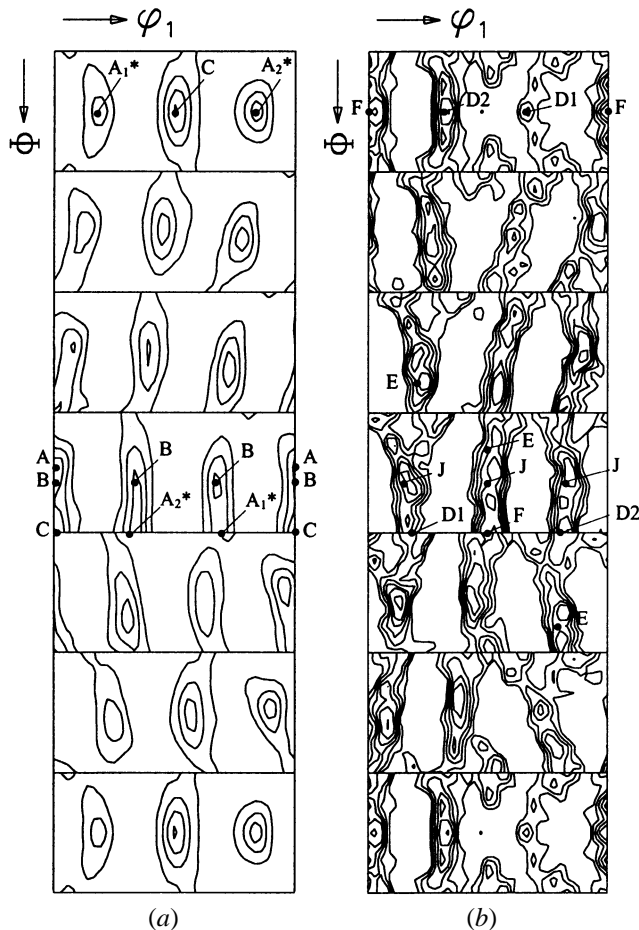 φ1 φ1
A1* C A2* F D2 D1 F
Φ Φ
E
A B B A E
B A2* A1* B J J J
C C D1 F D2
E
(a) (b)